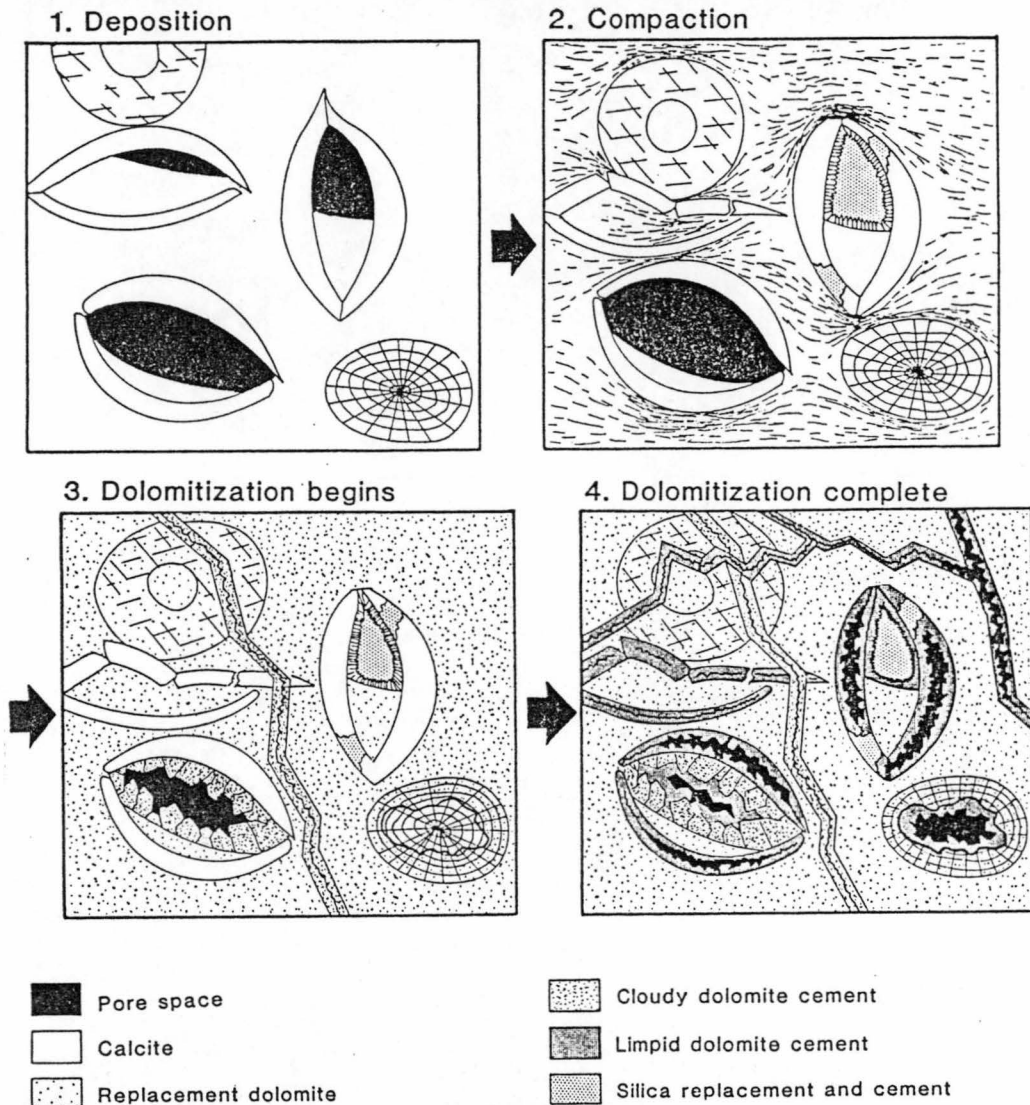 1. Deposition
2. Compaction
3. Dolomitization begins
4. Dolomitization complete
Pore space
Calcite
Replacement dolomite
Cloudy dolomite cement
Limpid dolomite cement
Silica replacement and cement